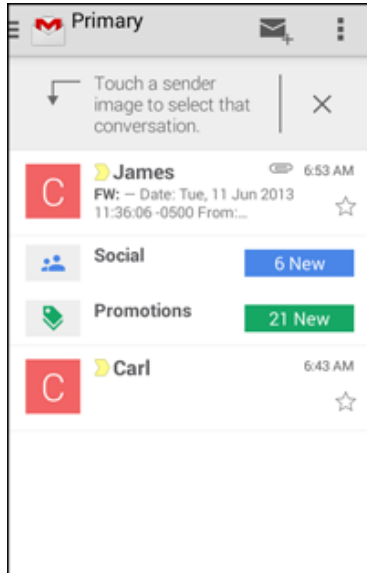 Primary
Touch a sender
image to select that
conversation.
C
James
6:53 AM
FW: — Date: Tue, 11 Jun 2013
11:36:06 -0500 From:...
Social
6 New
Promotions
21 New
C
Carl
6:43 AM